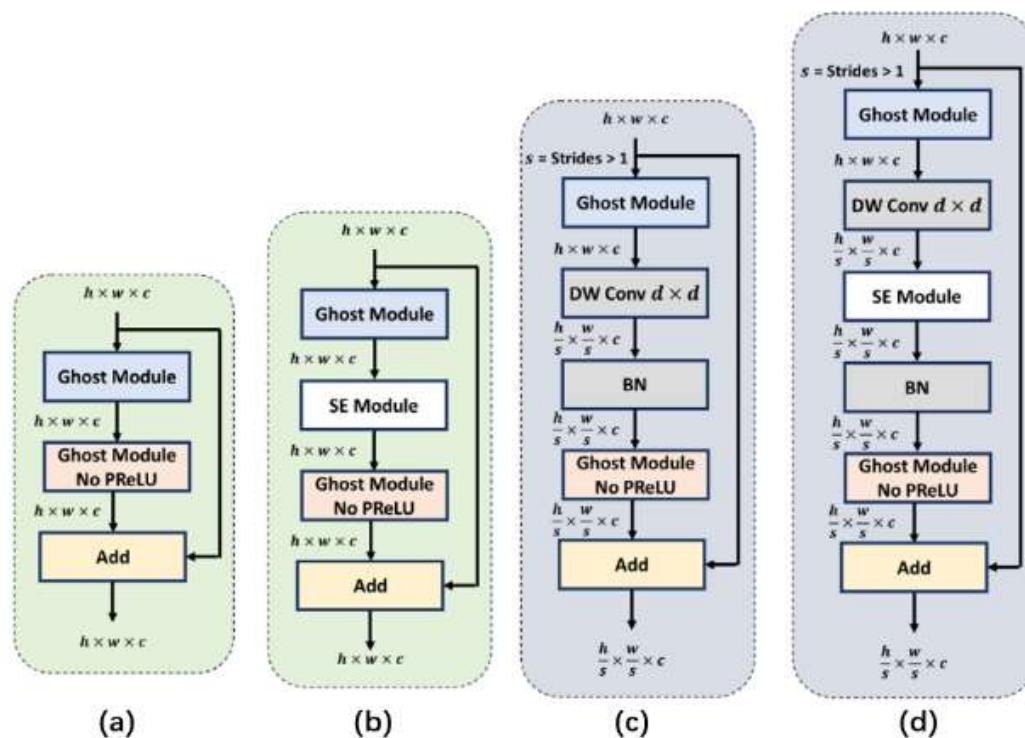 h × w × c
Ghost Module
h × w × c
Ghost Module
No PReLU
h × w × c
Add
h × w × c
(a)
h × w × c
Ghost Module
h × w × c
SE Module
h × w × c
Ghost Module
No PReLU
h × w × c
Add
h × w × c
(b)
h × w × c
s = Strides > 1
Ghost Module
h × w × c
DW Conv d × d
h/s × w/s × c
BN
h/s × w/s × c
Ghost Module
No PReLU
h/s × w/s × c
Add
h/s × w/s × c
(c)
h × w × c
s = Strides > 1
Ghost Module
h × w × c
DW Conv d × d
h/s × w/s × c
SE Module
h/s × w/s × c
BN
h/s × w/s × c
Ghost Module
No PReLU
h/s × w/s × c
Add
h/s × w/s × c
(d)